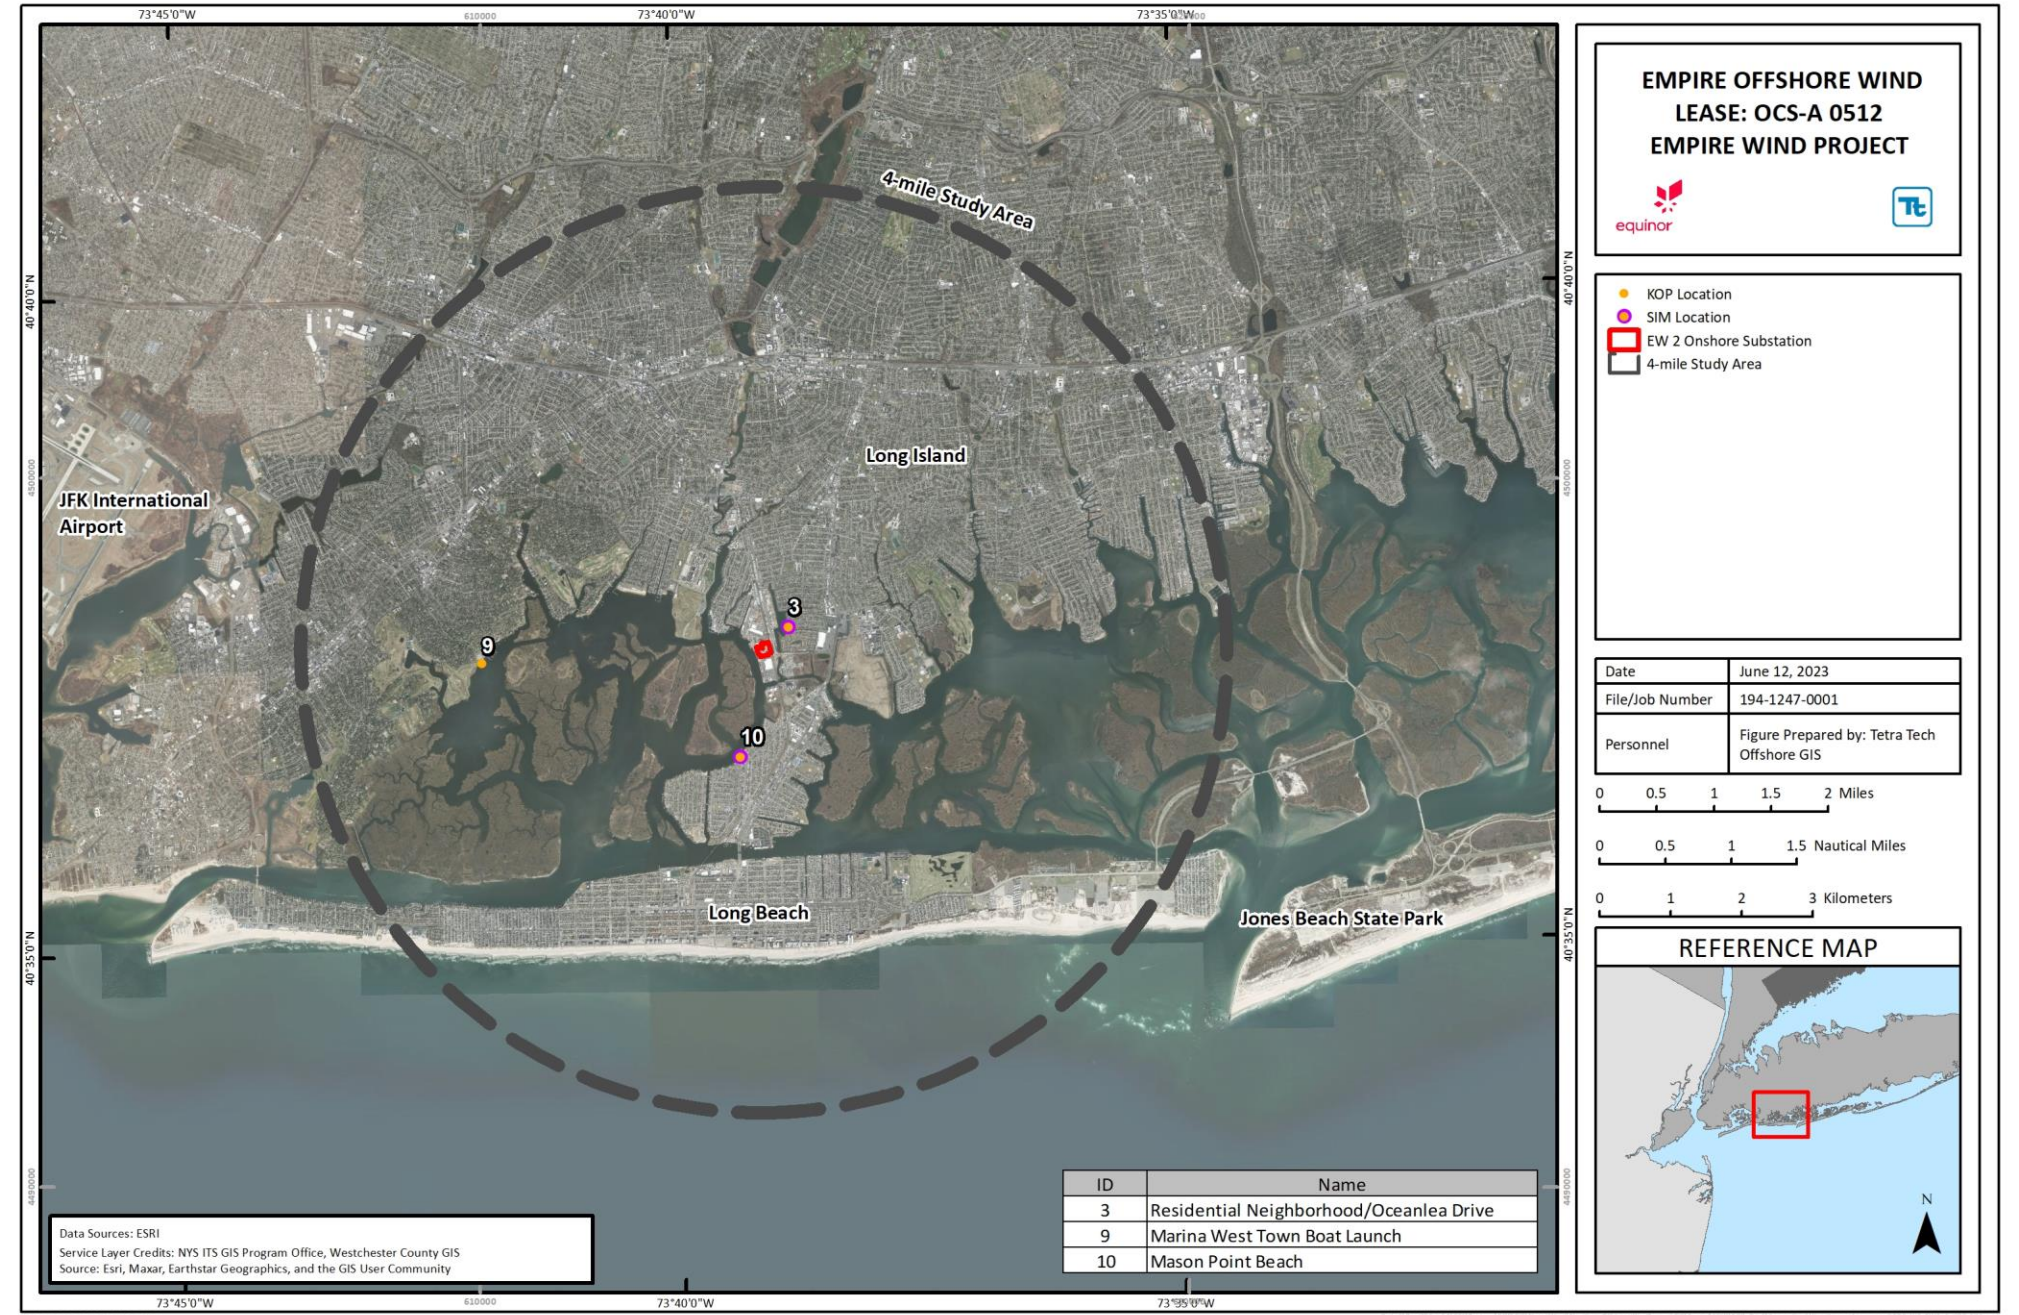 73°45'0"W
610000
73°40'0"W
73°35'0"W
40°40'0"N
4500000
40°35'0"N
4490000
40°40'0"N
4500000
40°35'0"N
4490000
4-mile Study Area
Long Island
JFK International
Airport
3
9
10
Long Beach
Jones Beach State Park
ID Name
3 Residential Neighborhood/Oceanlea Drive
9 Marina West Town Boat Launch
10 Mason Point Beach
Data Sources: ESRI
Service Layer Credits: NYS ITS GIS Program Office, Westchester County GIS
Source: Esri, Maxar, Earthstar Geographics, and the GIS User Community
73°45'0"W
610000
73°40'0"W
73°35'0"W
EMPIRE OFFSHORE WIND
LEASE: OCS-A 0512
EMPIRE WIND PROJECT
equinor
Tt
KOP Location
SIM Location
EW 2 Onshore Substation
4-mile Study Area
Date June 12, 2023
File/Job Number 194-1247-0001
Personnel Figure Prepared by: Tetra Tech
Offshore GIS
0 0.5 1 1.5 2 Miles
0 0.5 1 1.5 Nautical Miles
0 1 2 3 Kilometers
REFERENCE MAP
N